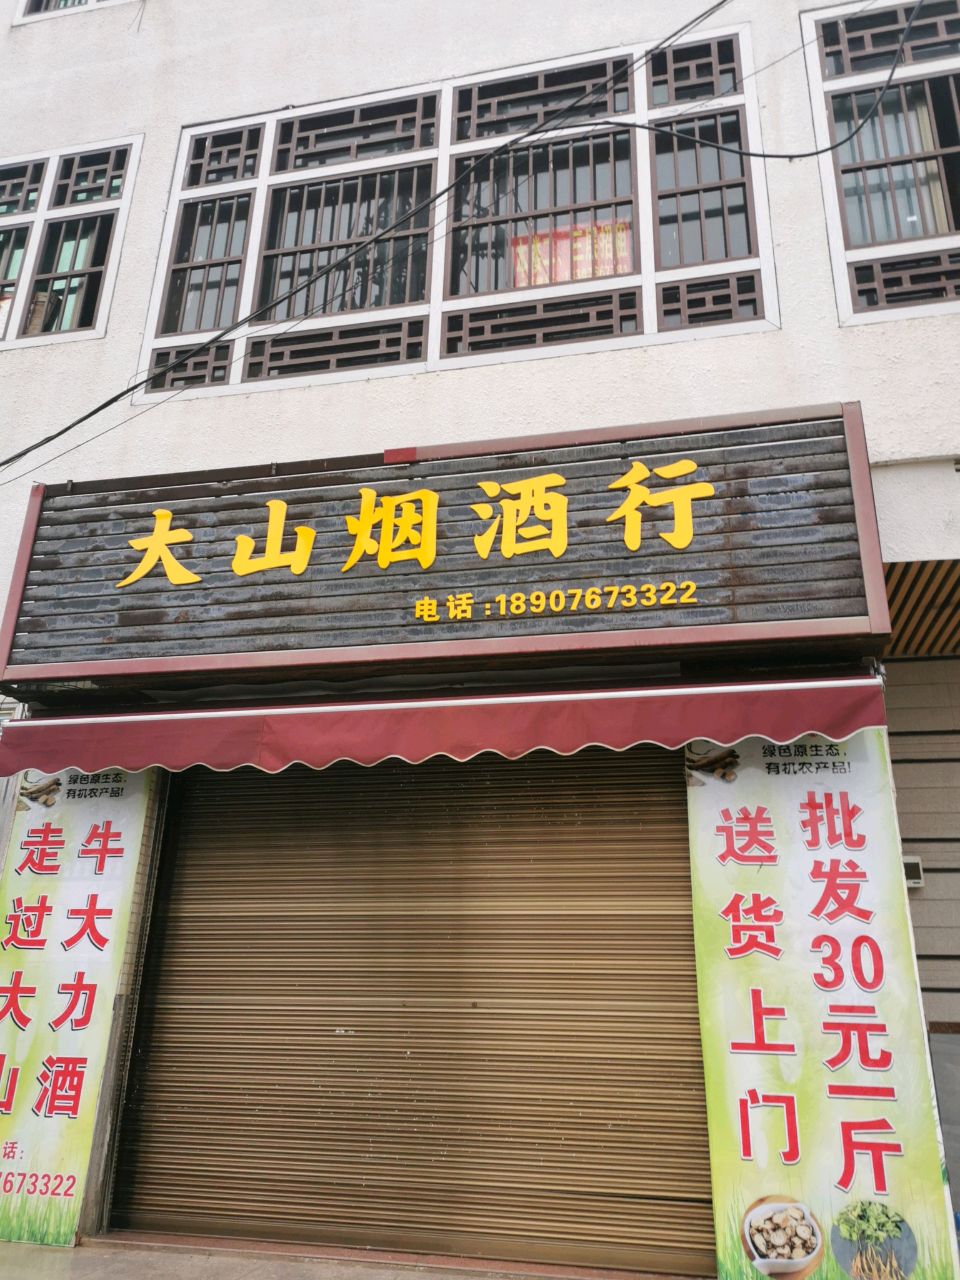 大山烟酒行
电话:18907673322
绿色原生态,
有机农产品!
牛大力酒
走过大山
话:
7673322
绿色原生态,
有机农产品!
批发30元一斤
送货上门